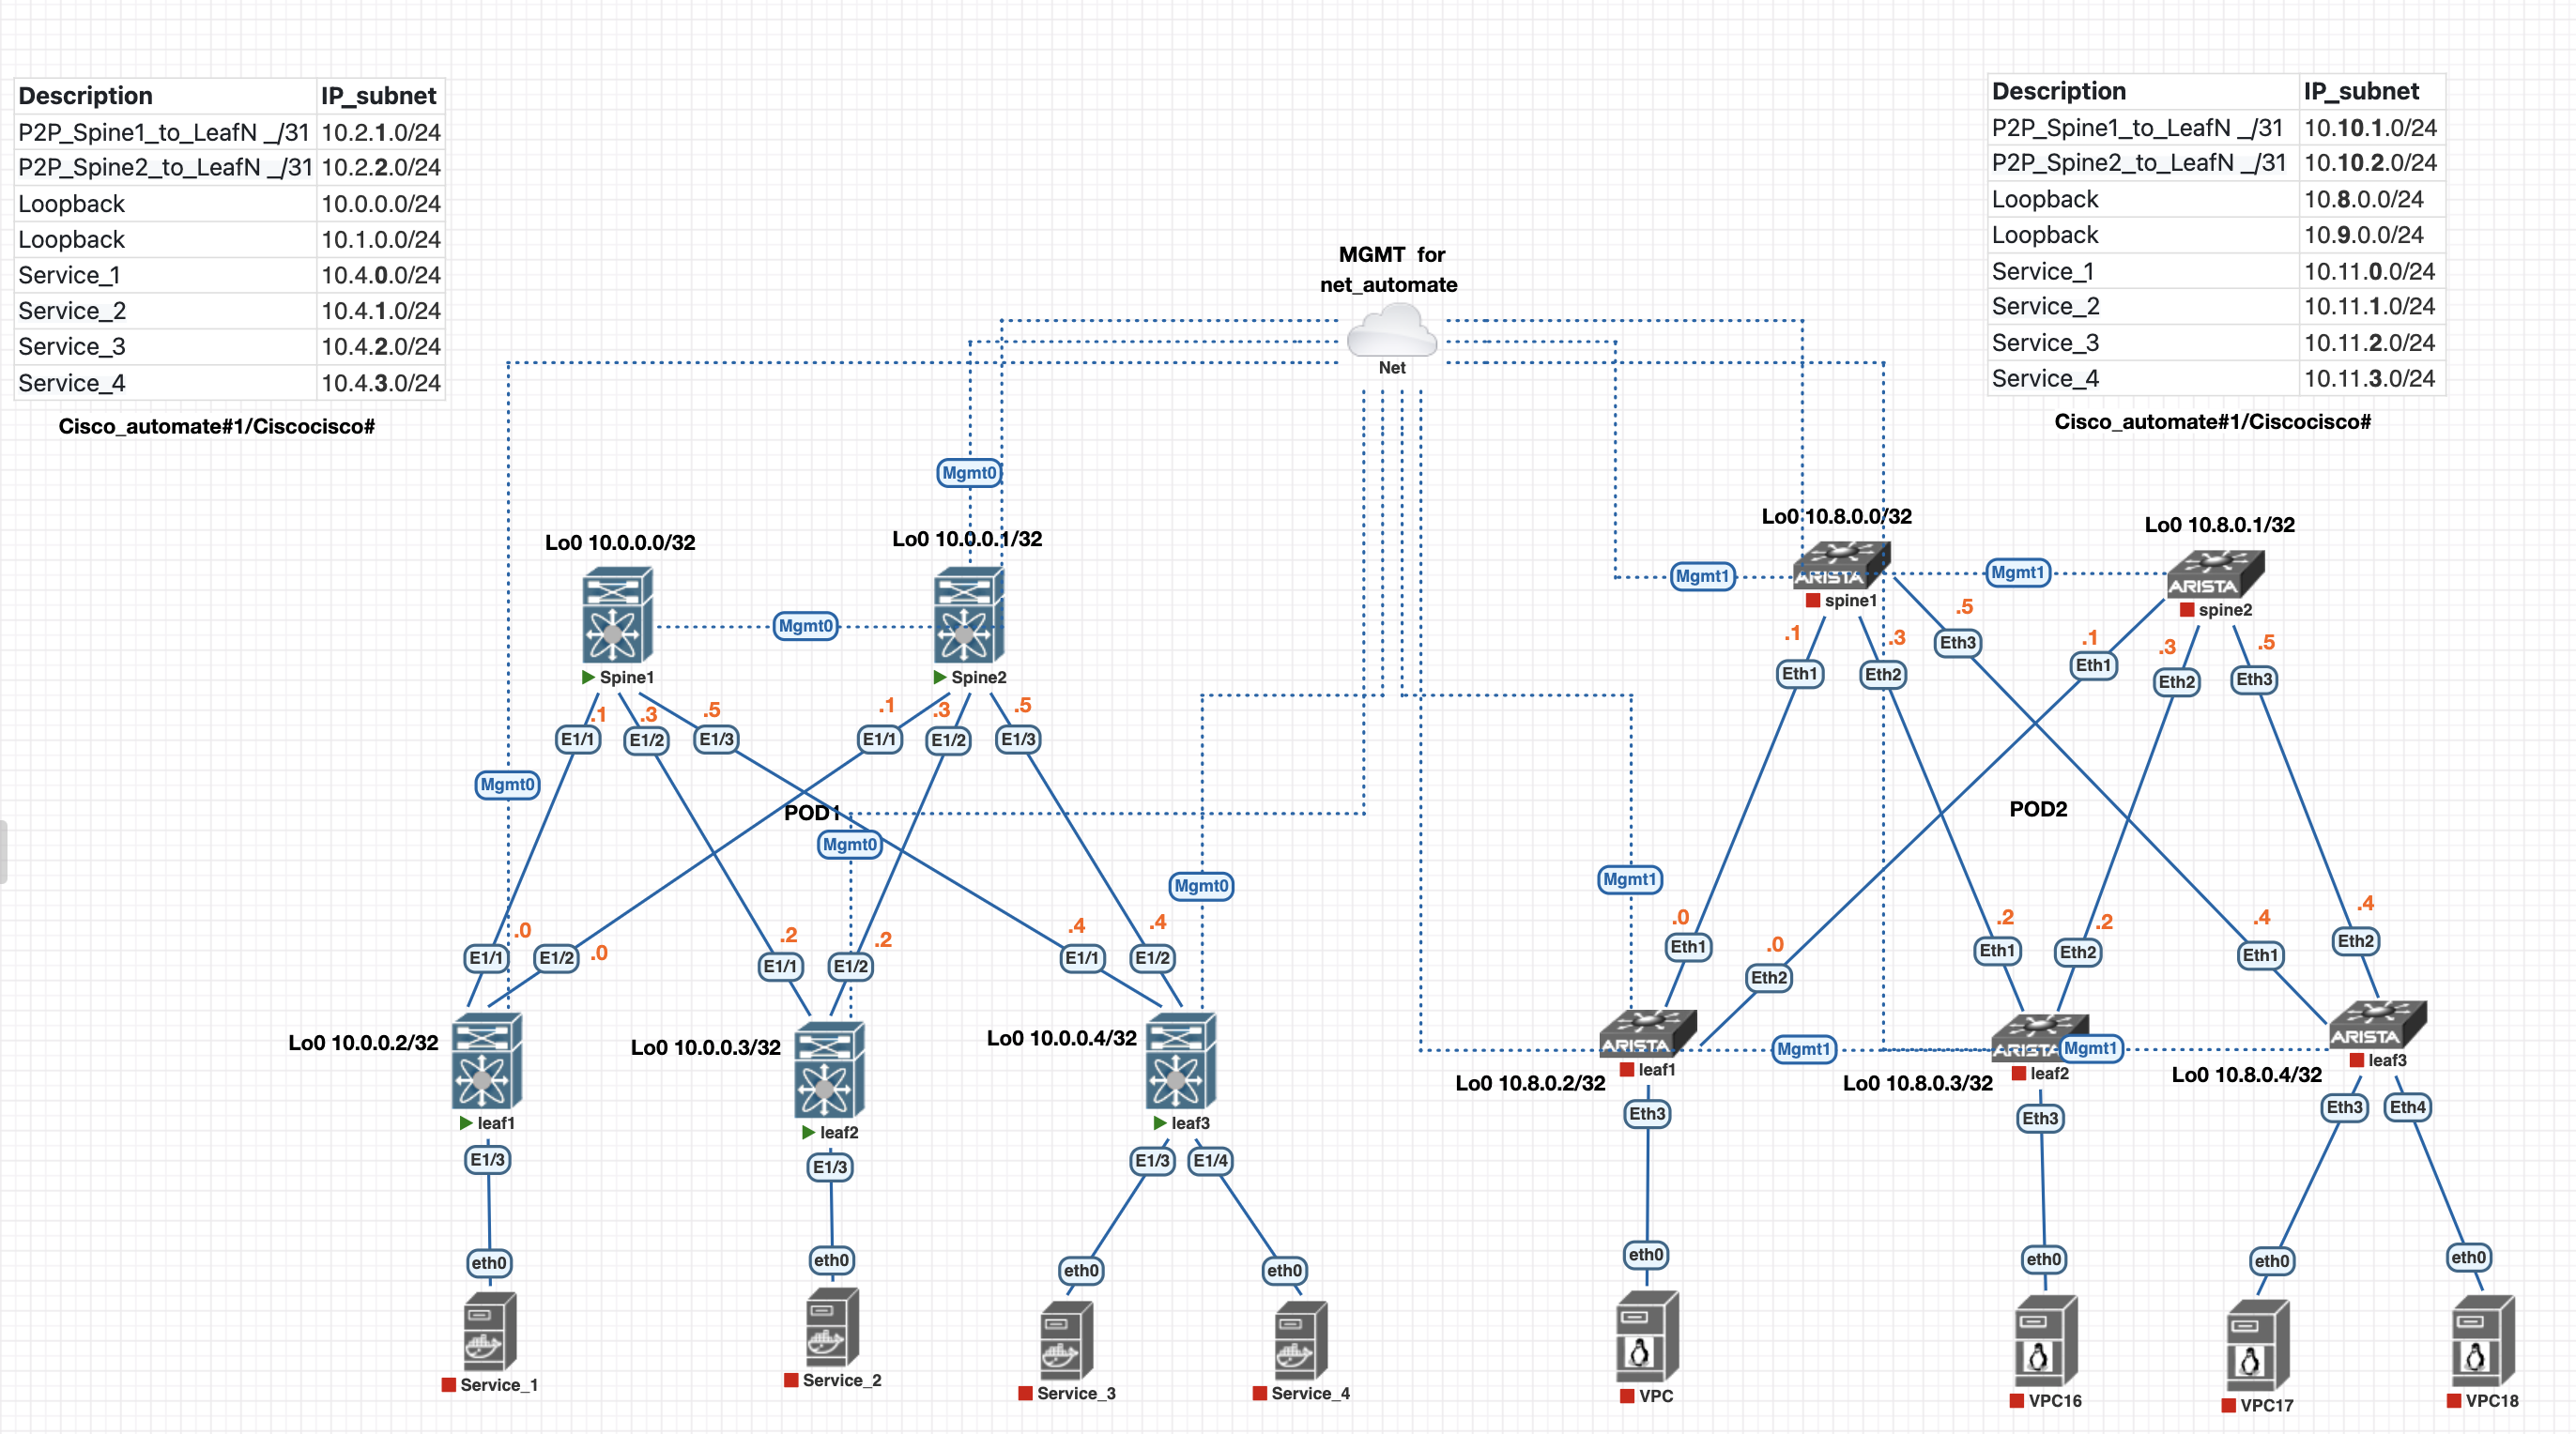 Description IP_subnet
P2P_Spine1_to_LeafN _/31 10.2.1.0/24
P2P_Spine2_to_LeafN _/31 10.2.2.0/24
Loopback 10.0.0.0/24
Loopback 10.1.0.0/24
Service_1 10.4.0.0/24
Service_2 10.4.1.0/24
Service_3 10.4.2.0/24
Service_4 10.4.3.0/24
Cisco_automate#1/Ciscocisco#
Description IP_subnet
P2P_Spine1_to_LeafN _/31 10.10.1.0/24
P2P_Spine2_to_LeafN _/31 10.10.2.0/24
Loopback 10.8.0.0/24
Loopback 10.9.0.0/24
Service_1 10.11.0.0/24
Service_2 10.11.1.0/24
Service_3 10.11.2.0/24
Service_4 10.11.3.0/24
Cisco_automate#1/Ciscocisco#
MGMT for
net_automate
Net
Mgmt0
Lo0 10.0.0.0/32
Lo0 10.0.0.1/32
Mgmt0
Spine1
Spine2
.1 .3 .5
E1/1 E1/2 E1/3
.1 .3 .5
E1/1 E1/2 E1/3
Mgmt0
POD1
Mgmt0
Mgmt0
.0 .0 .2 .2 .4 .4
E1/1 E1/2 E1/1 E1/2 E1/1 E1/2
Lo0 10.0.0.2/32
Lo0 10.0.0.3/32
Lo0 10.0.0.4/32
leaf1
leaf2
leaf3
E1/3
E1/3
E1/3 E1/4
eth0
eth0
eth0
eth0
Service_1
Service_2
Service_3
Service_4
Lo0 10.8.0.0/32
Lo0 10.8.0.1/32
Mgmt1
ARISTA
Mgmt1
ARISTA
spine1
spine2
.1 .3 .5
Eth1 Eth2 Eth3
.1 .3 .5
Eth1 Eth2 Eth3
POD2
Mgmt1
.0 .0 .2 .2 .4 .4
Eth1 Eth2 Eth1 Eth2 Eth1 Eth2
ARISTA
Mgmt1
ARISTA
Mgmt1
ARISTA
leaf1
leaf2
leaf3
Lo0 10.8.0.2/32
Lo0 10.8.0.3/32
Lo0 10.8.0.4/32
Eth3
Eth3
Eth3 Eth4
eth0
eth0
eth0
eth0
VPC
VPC16
VPC17
VPC18